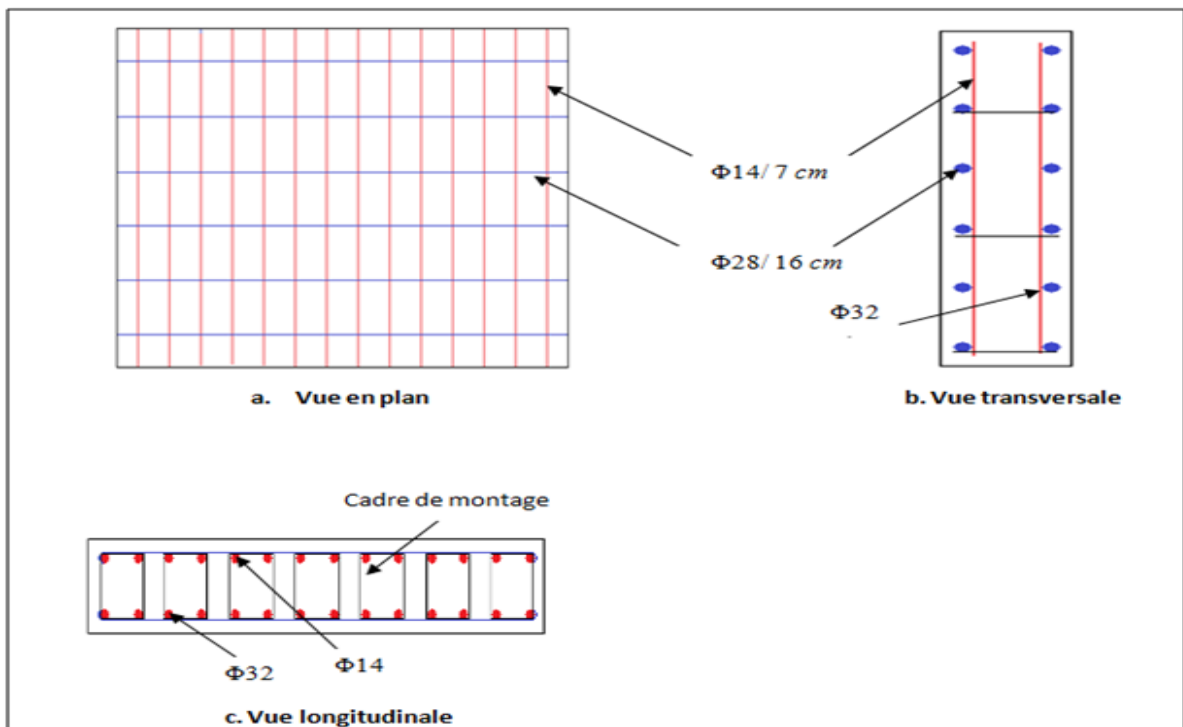 Φ14/ 7 cm
Φ28/ 16 cm
Φ32
a. Vue en plan
b. Vue transversale
Cadre de montage
Φ32
Φ14
c. Vue longitudinale